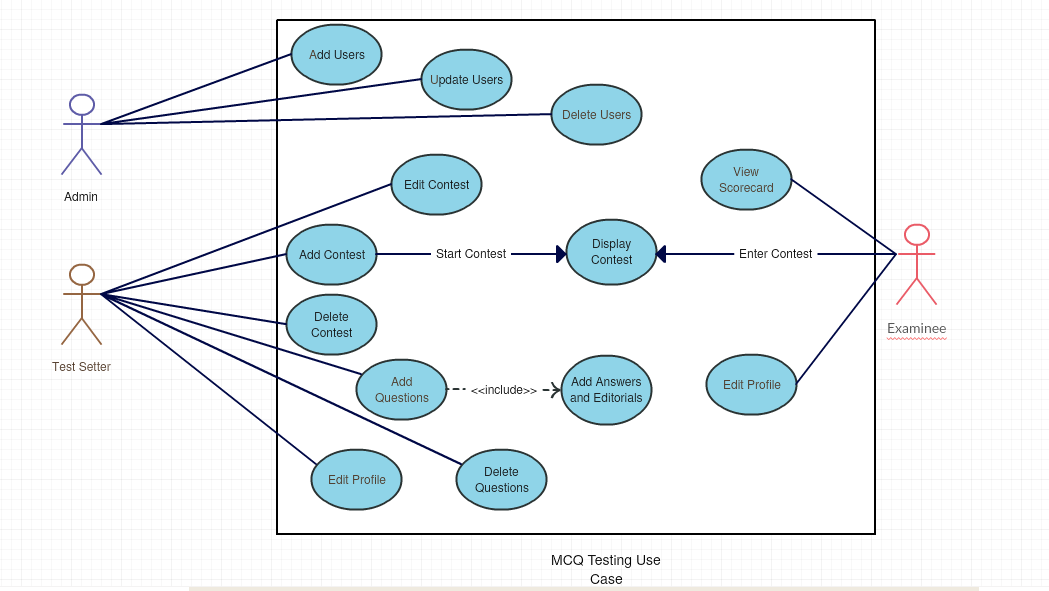 Add Users
Update Users
Delete Users
Admin
View
Scorecard
Edit Contest
Add Contest
Start Contest
Display
Contest
Enter Contest
Delete
Contest
Examinee
Test Setter
Add
Questions
<<include>>
Add Answers
and Editorials
Edit Profile
Edit Profile
Delete
Questions
MCQ Testing Use
Case